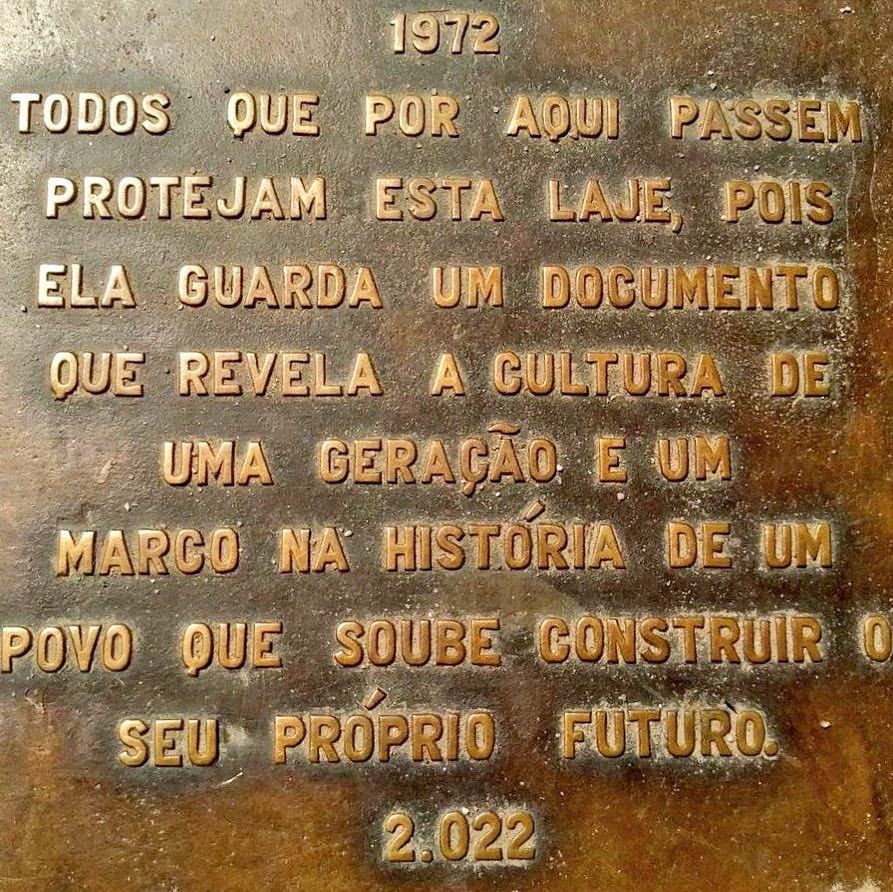 1972
TODOS QUE POR AQUI PASSEM
PROTEJAM ESTA LAJE, POIS
ELA GUARDA UM DOCUMENTO
QUE REVELA A CULTURA DE
UMA GERAÇÃO E UM
MARCO NA HISTÓRIA DE UM
POVO QUE SOUBE CONSTRUIR O
SEU PRÓPRIO FUTURO.
2.022